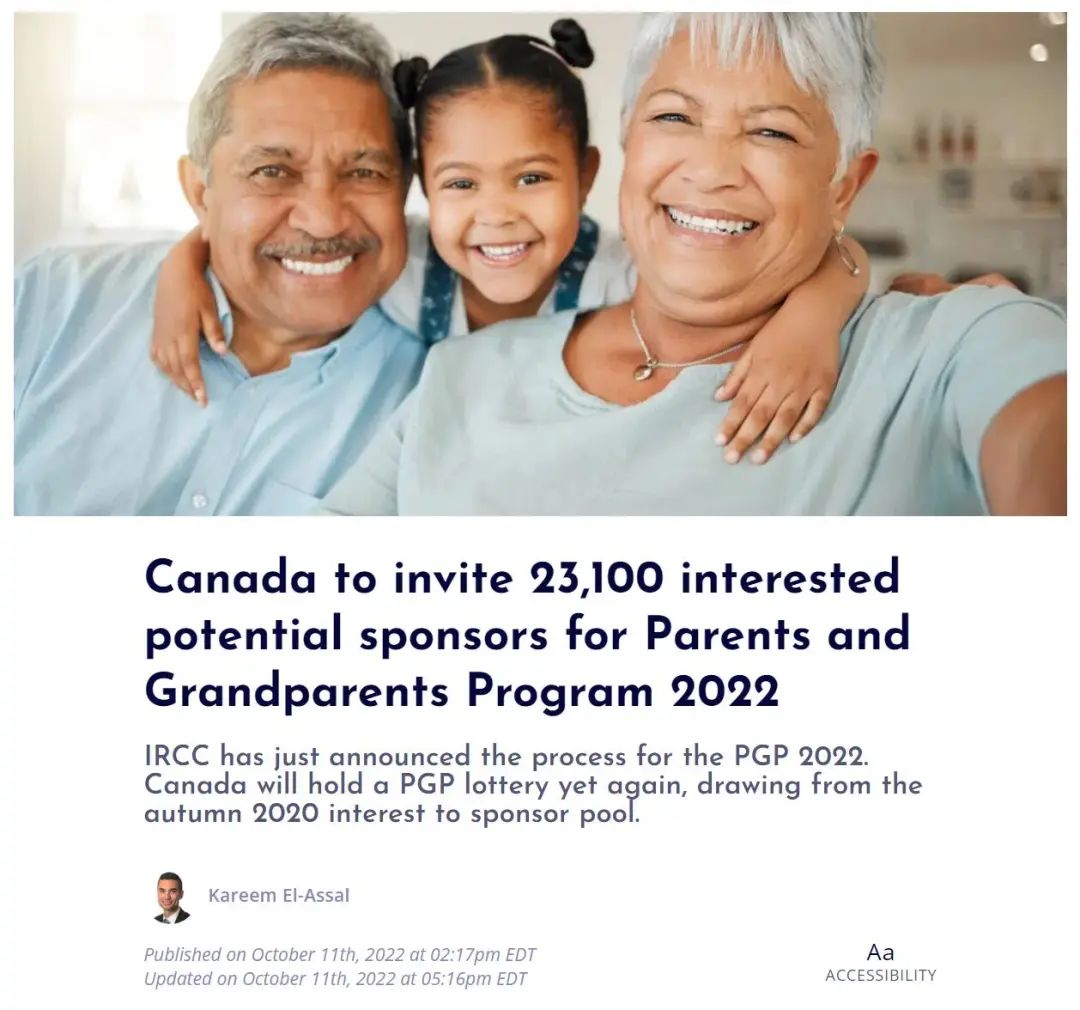 Canada to invite 23,100 interested
potential sponsors for Parents and
Grandparents Program 2022
IRCC has just announced the process for the PGP 2022.
Canada will hold a PGP lottery yet again, drawing from the
autumn 2020 interest to sponsor pool.
Kareem El-Assal
Published on October 11th, 2022 at 02:17pm EDT
Updated on October 11th, 2022 at 05:16pm EDT
Aa
ACCESSIBILITY